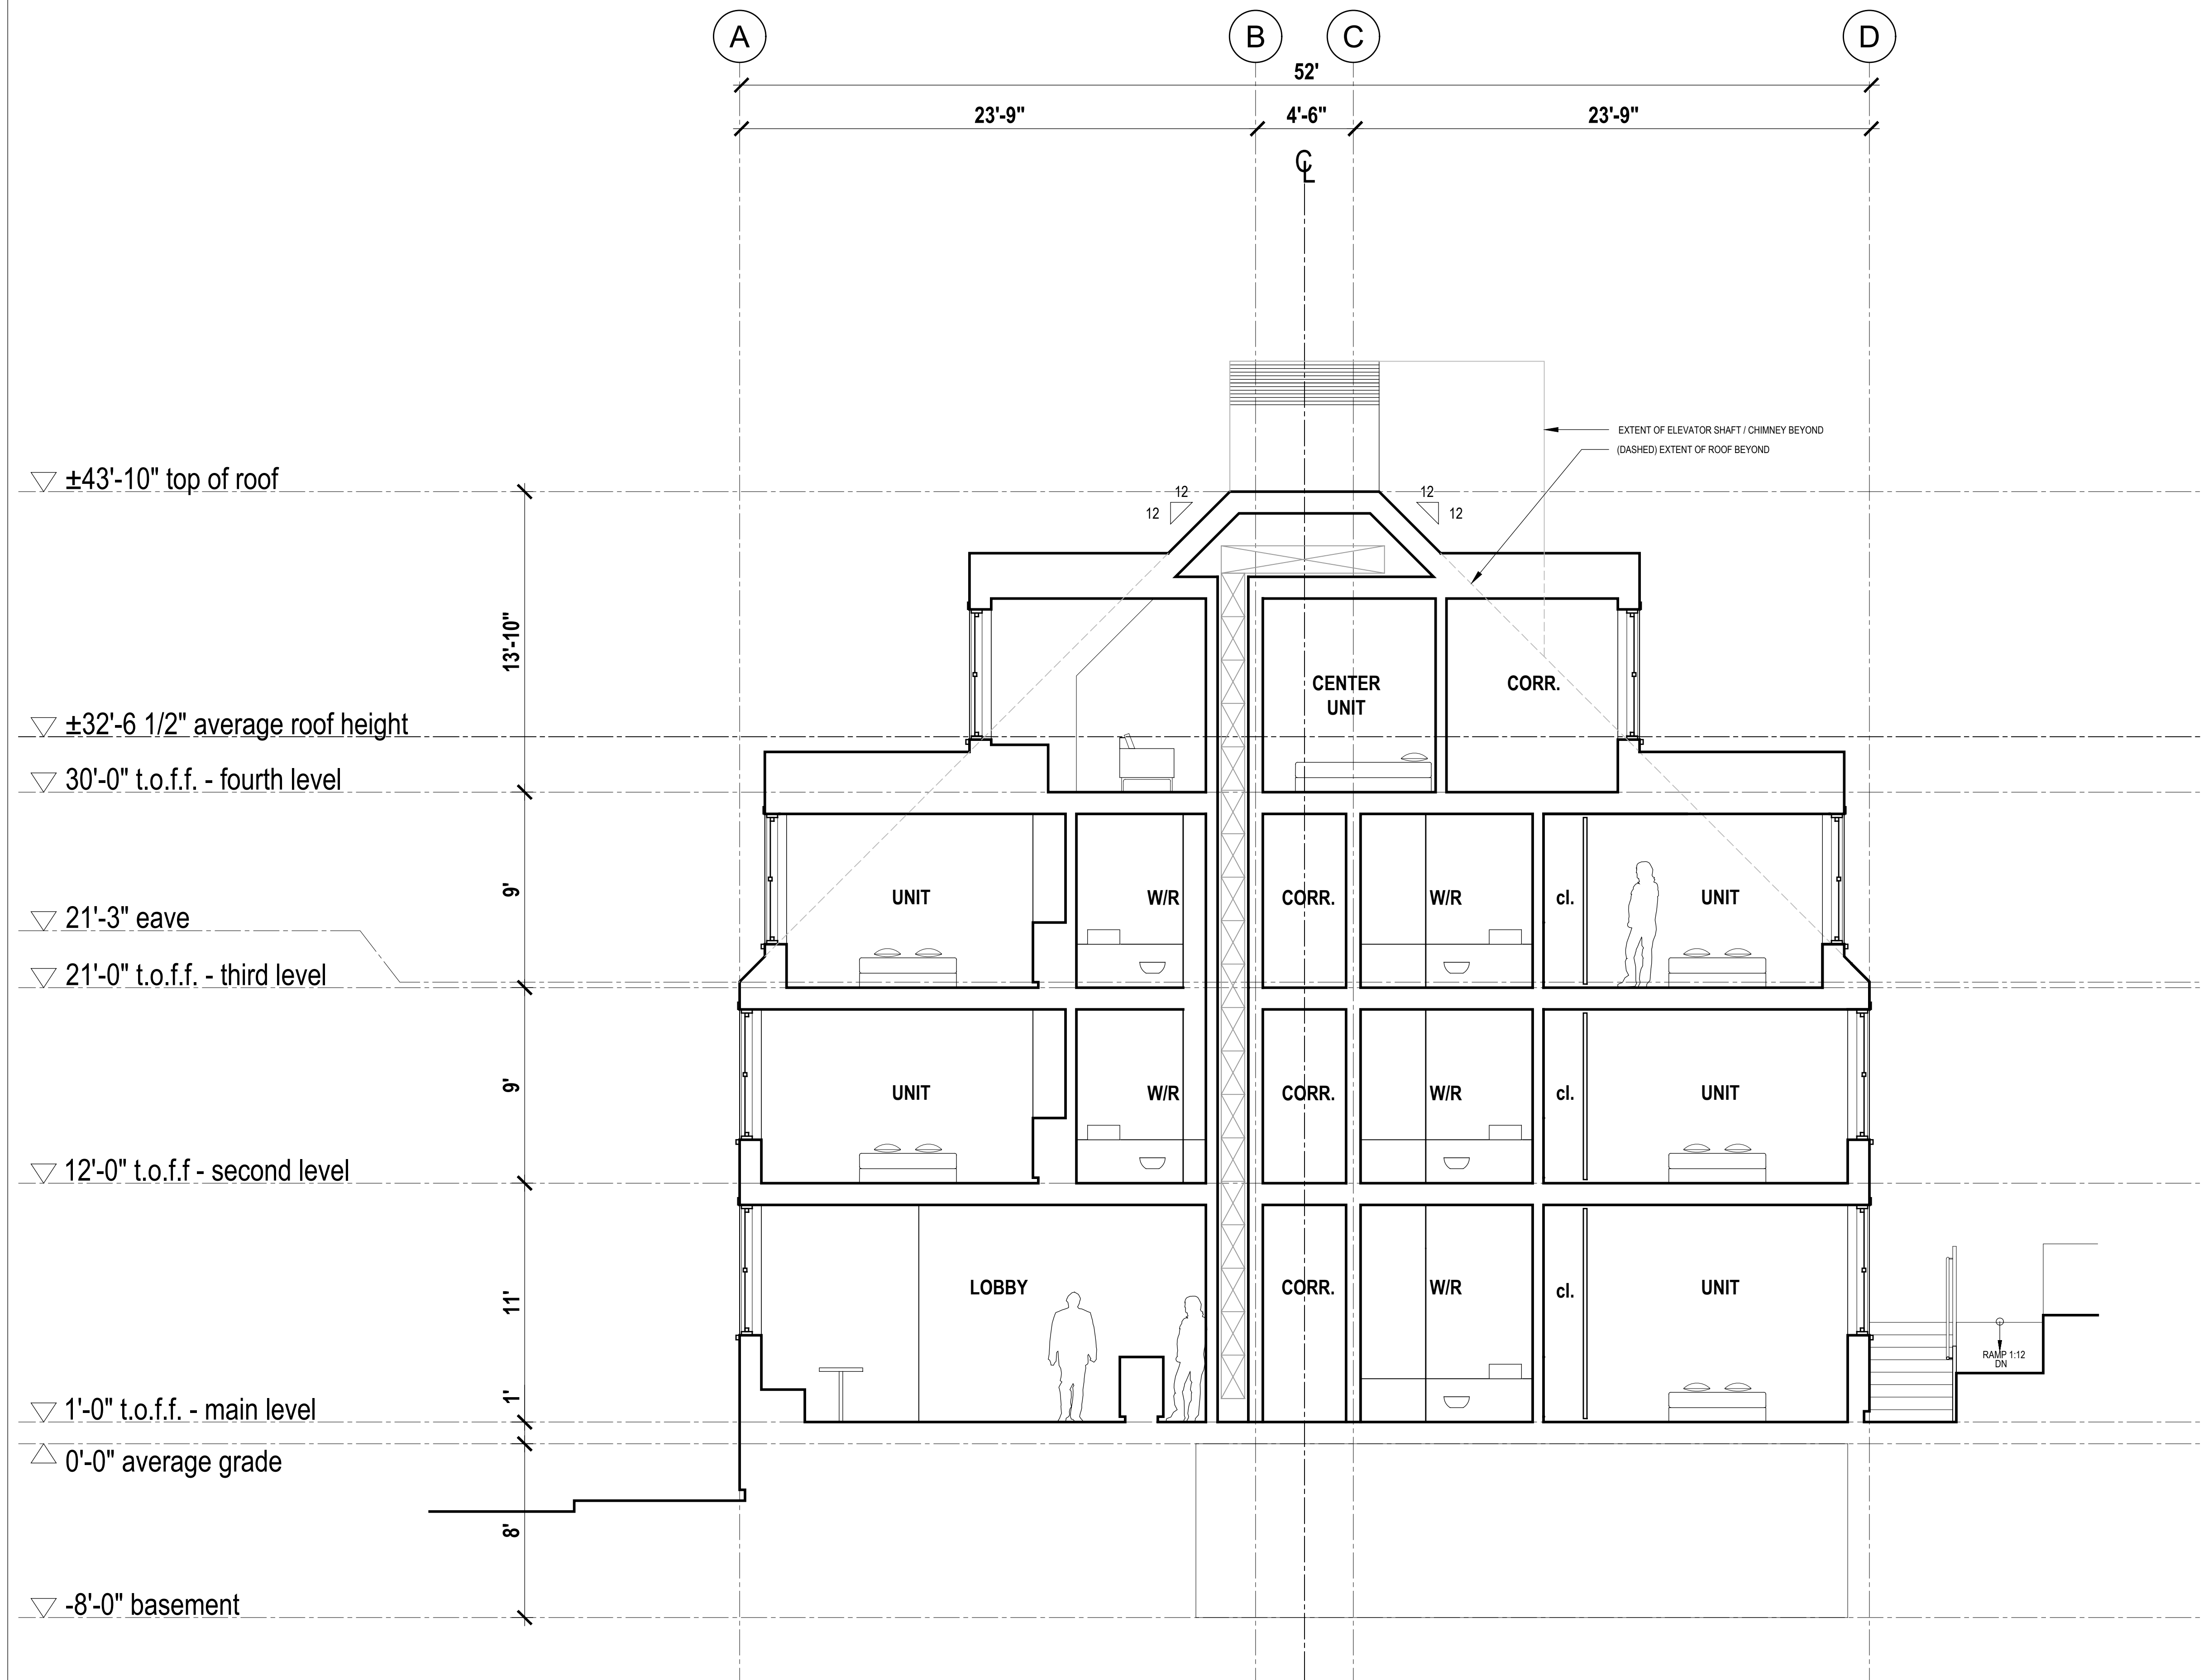 A
B
C
D
52'
23'-9"
4'-6"
23'-9"
℄
EXTENT OF ELEVATOR SHAFT / CHIMNEY BEYOND
(DASHED) EXTENT OF ROOF BEYOND
±43'-10" top of roof
12
12
12
12
13'-10"
CENTER
UNIT
CORR.
±32'-6 1/2" average roof height
30'-0" t.o.f.f. - fourth level
9'
UNIT
W/R
CORR.
W/R
cl.
UNIT
21'-3" eave
21'-0" t.o.f.f. - third level
9'
UNIT
W/R
CORR.
W/R
cl.
UNIT
12'-0" t.o.f.f - second level
11'
LOBBY
CORR.
W/R
cl.
UNIT
RAMP 1:12
DN
1'
1'-0" t.o.f.f. - main level
0'-0" average grade
8'
-8'-0" basement